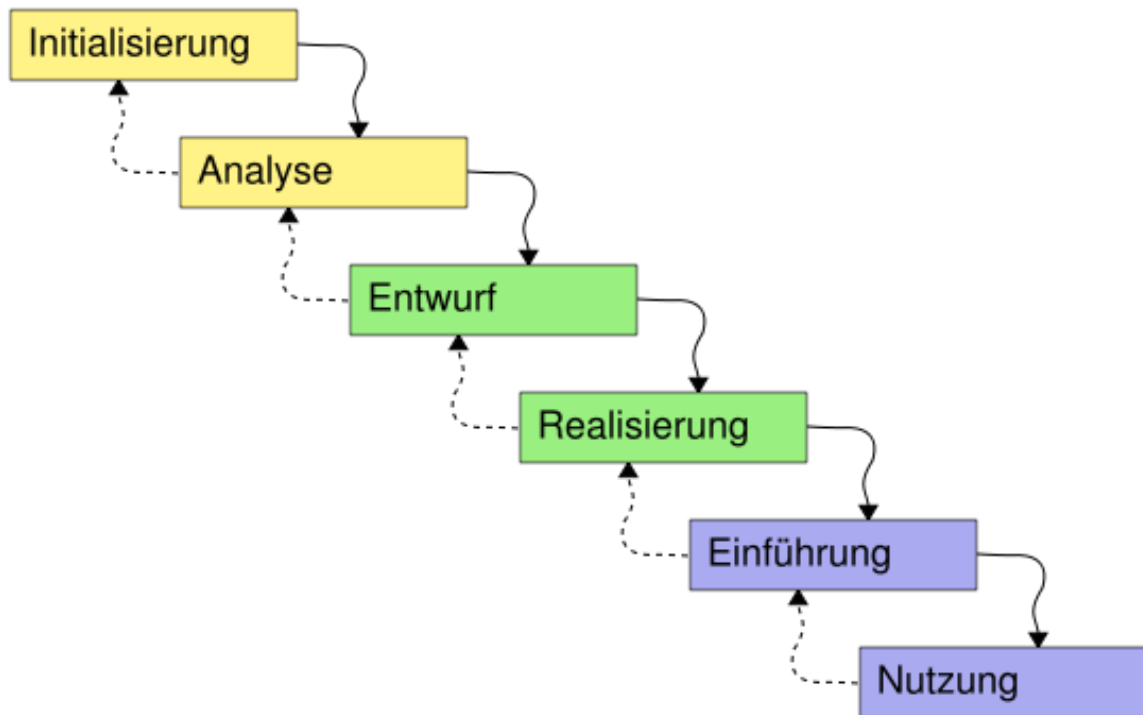 Initialisierung
Analyse
Entwurf
Realisierung
Einführung
Nutzung